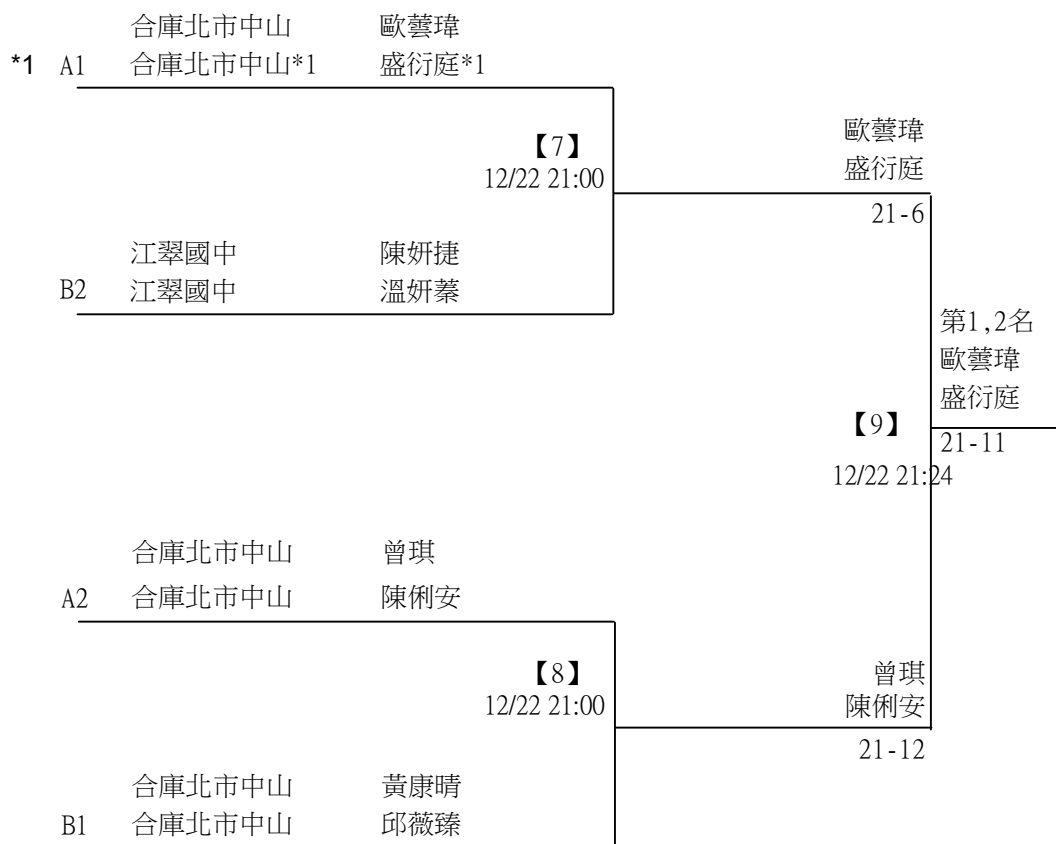 合庫北市中山 歐蕓瑋
*1 A1 合庫北市中山*1 盛衍庭*1
【7】
12/22 21:00
歐蕓瑋
盛衍庭
21-6
江翠國中 陳妍捷
B2 江翠國中 溫妍蓁
第1,2名
歐蕓瑋
盛衍庭
【9】
21-11
12/22 21:24
合庫北市中山 曾琪
A2 合庫北市中山 陳俐安
【8】
12/22 21:00
曾琪
陳俐安
21-12
合庫北市中山 黃康晴
B1 合庫北市中山 邱薇臻